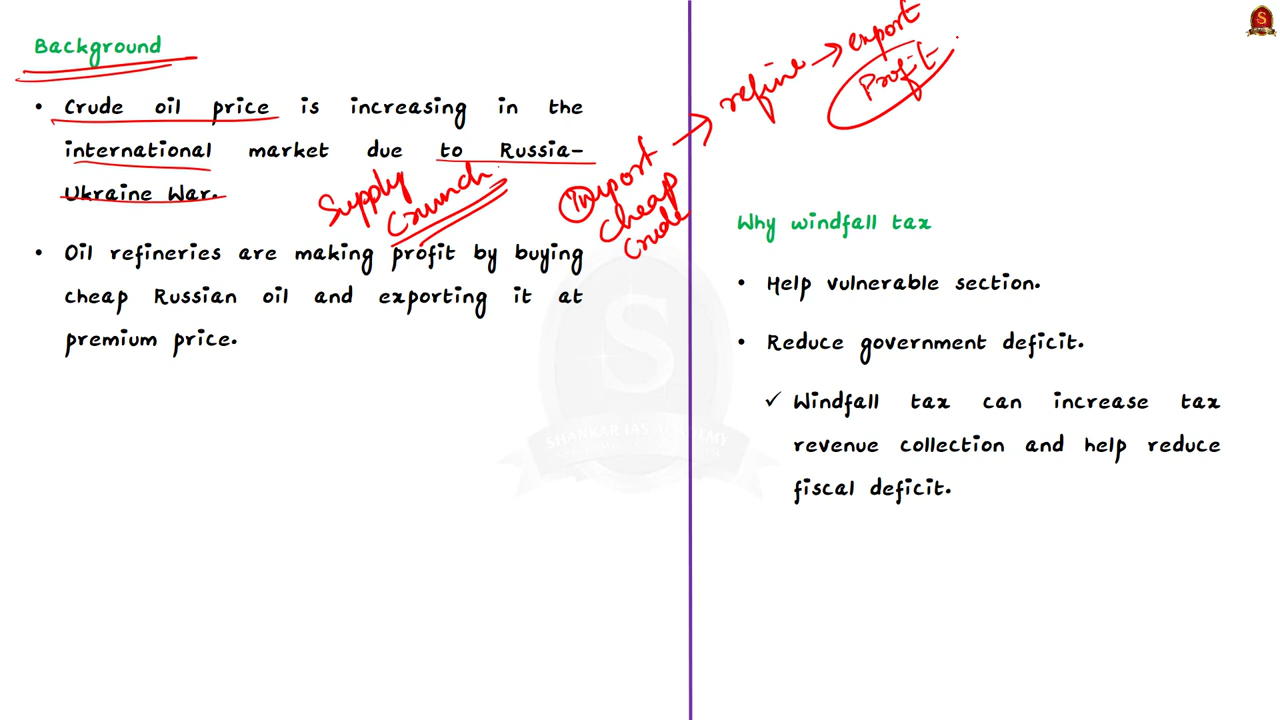 Background
• Crude oil price is increasing in the
international market due to Russia-
Ukraine War.
Supply
Crunch
• Oil refineries are making profit by buying
cheap Russian oil and exporting it at
premium price.
Import → refine → export
Cheap
Crude
Profit
Why windfall tax
• Help vulnerable section.
• Reduce government deficit.
✓ Windfall tax can increase tax
revenue collection and help reduce
fiscal deficit.
S
SHANKAR IAS ACADEMY